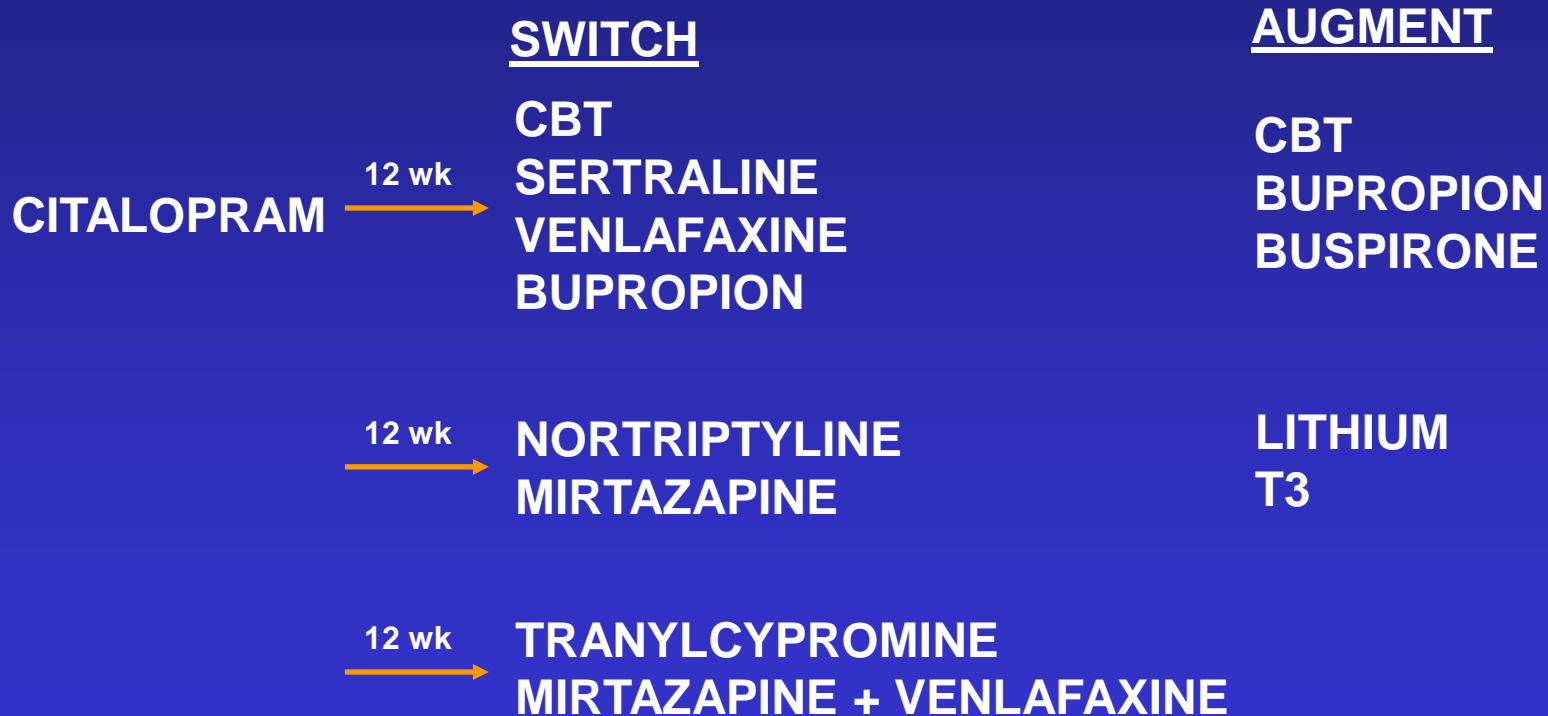 SWITCH
AUGMENT
CITALOPRAM
12 wk
CBT
SERTRALINE
VENLAFAXINE
BUPROPION
CBT
BUPROPION
BUSPIRONE
12 wk
NORTRIPTYLINE
MIRTAZAPINE
LITHIUM
T3
12 wk
TRANYLCYPROMINE
MIRTAZAPINE + VENLAFAXINE